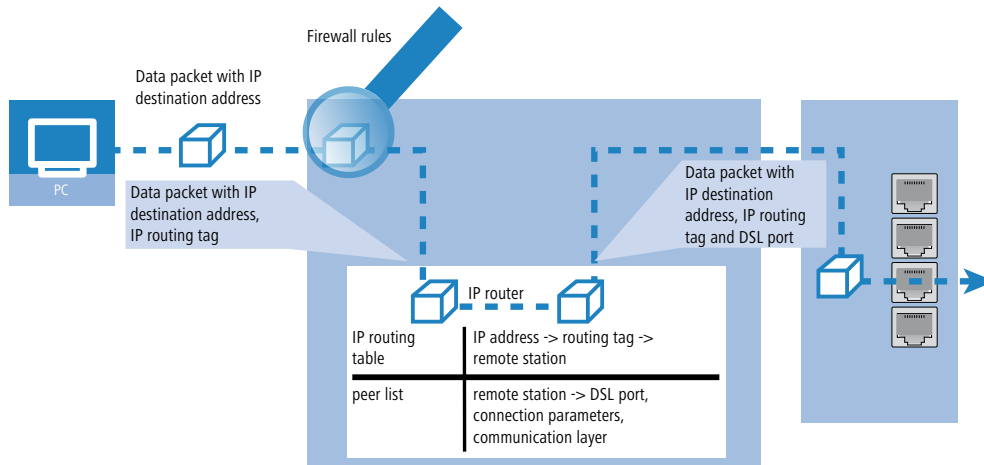 Firewall rules
Data packet with IP
destination address
PC
Data packet with IP
destination address,
IP routing tag
Data packet with
IP destination
address, IP routing
tag and DSL port
IP router
IP routing
table
IP address -> routing tag ->
remote station
peer list
remote station -> DSL port,
connection parameters,
communication layer